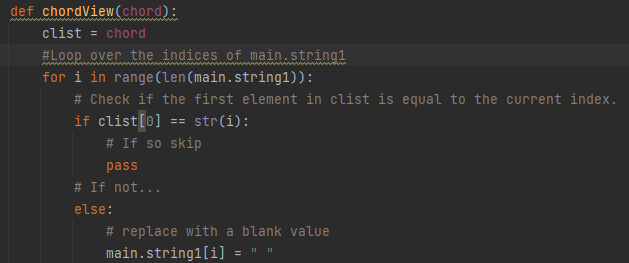 def chordView(chord):
    clist = chord
    #Loop over the indices of main.string1
    for i in range(len(main.string1)):
        # Check if the first element in clist is equal to the current index.
        if clist[0] == str(i):
            # If so skip
            pass
        # If not...
        else:
            # replace with a blank value
            main.string1[i] = " "